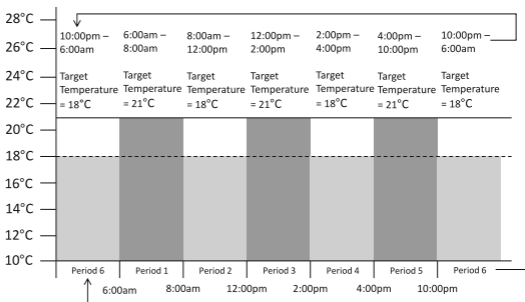 28°C
26°C
24°C
22°C
20°C
18°C
16°C
14°C
12°C
10°C
10:00pm –
6:00am
6:00am –
8:00am
8:00am –
12:00pm
12:00pm –
2:00pm
2:00pm –
4:00pm
4:00pm –
10:00pm
10:00pm –
6:00am
Target
Temperature
= 18°C
Target
Temperature
= 21°C
Target
Temperature
= 18°C
Target
Temperature
= 21°C
Target
Temperature
= 18°C
Target
Temperature
= 21°C
Target
Temperature
= 18°C
Period 6
Period 1
Period 2
Period 3
Period 4
Period 5
Period 6
6:00am
8:00am
12:00pm
2:00pm
4:00pm
10:00pm